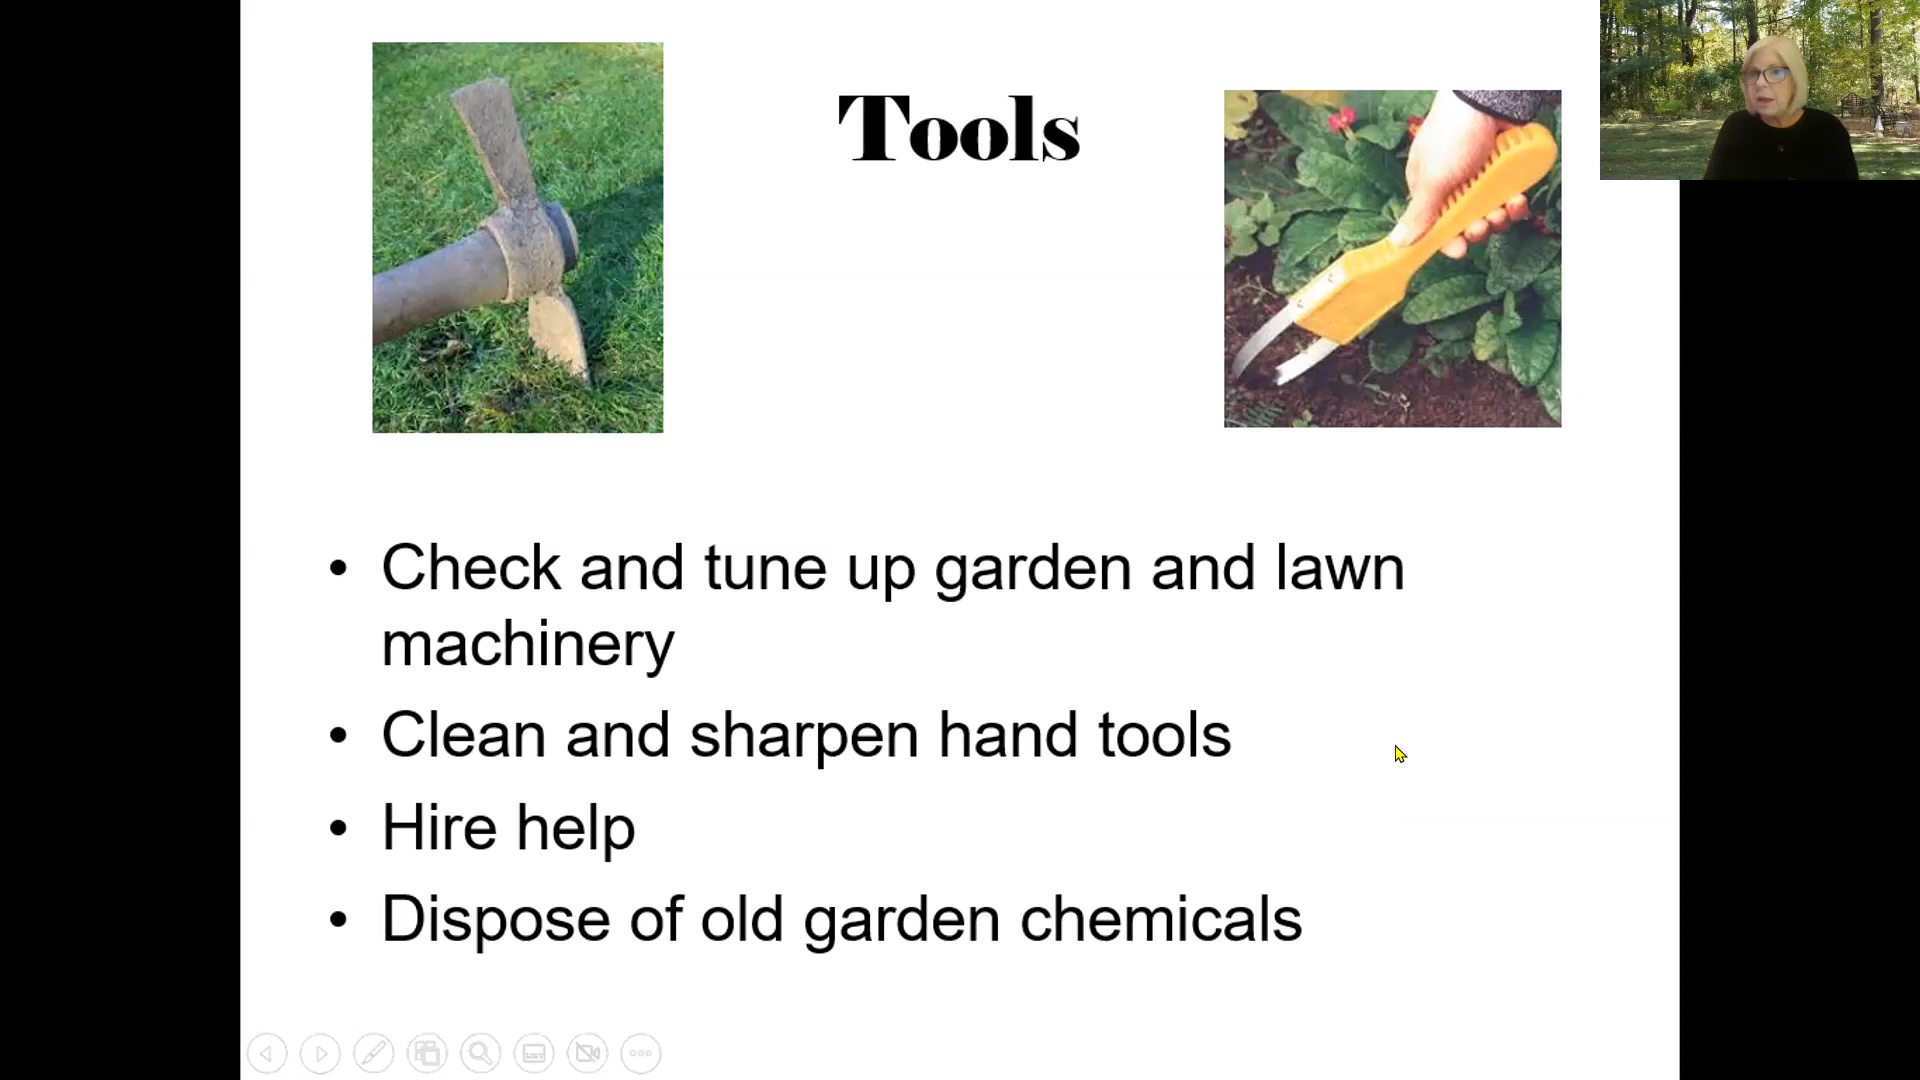 Tools
• Check and tune up garden and lawn
machinery
• Clean and sharpen hand tools
• Hire help
• Dispose of old garden chemicals